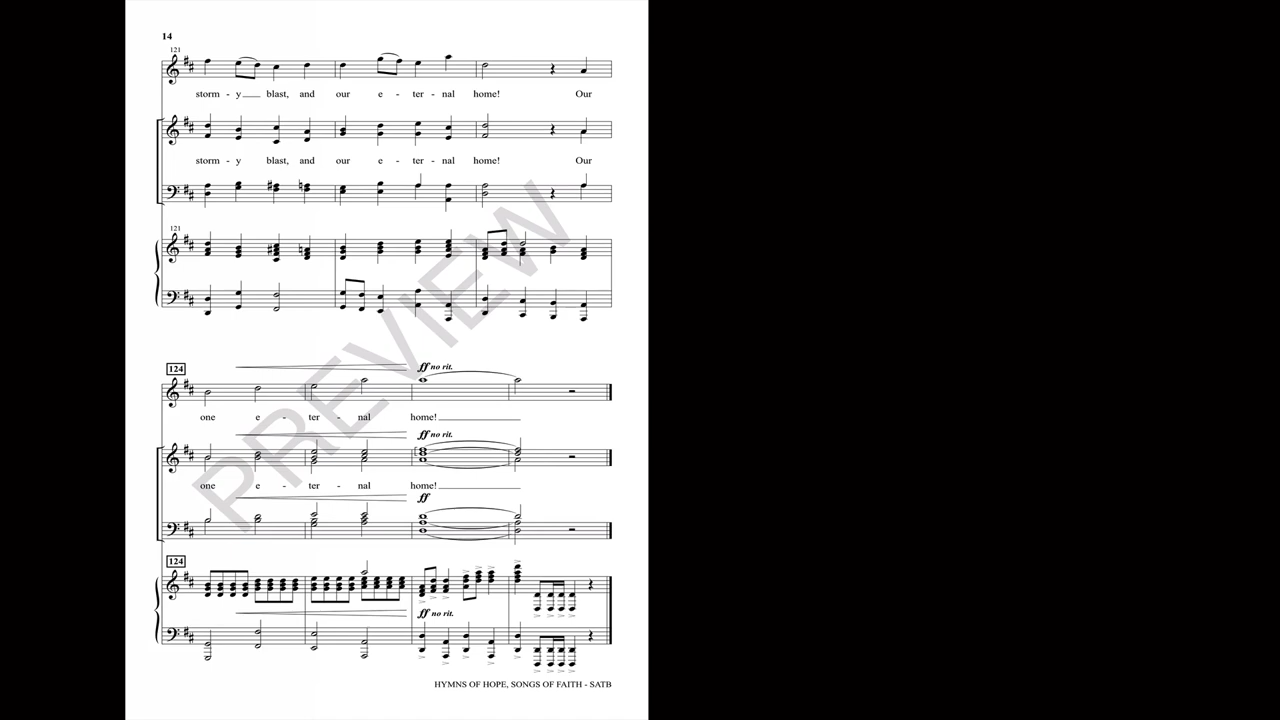 14
121
storm - y___ blast, and our e - ter - nal home! Our
storm - y blast, and our e - ter - nal home! Our
121
PREVIEW
124
ff no rit.
one e - ter - nal home!
ff no rit.
one e - ter - nal home!
ff
124
ff no rit.
HYMNS OF HOPE, SONGS OF FAITH - SATB